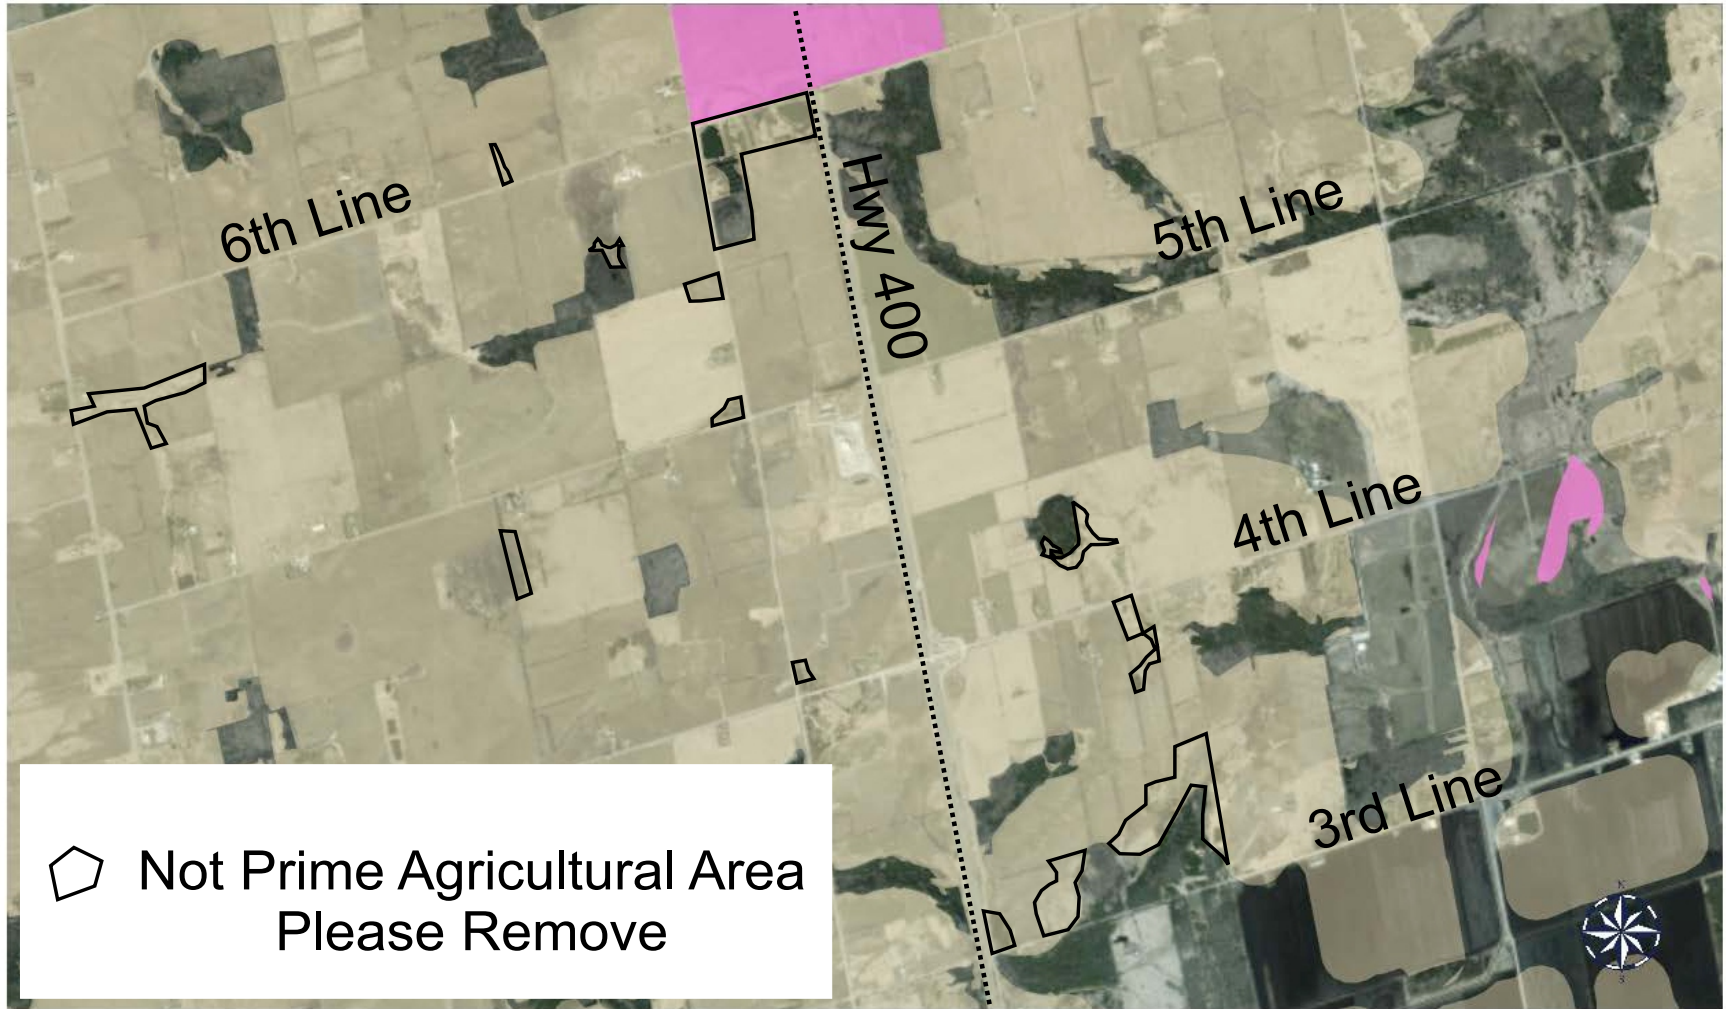 6th Line
Hwy 400
5th Line
4th Line
3rd Line
Not Prime Agricultural Area
Please Remove